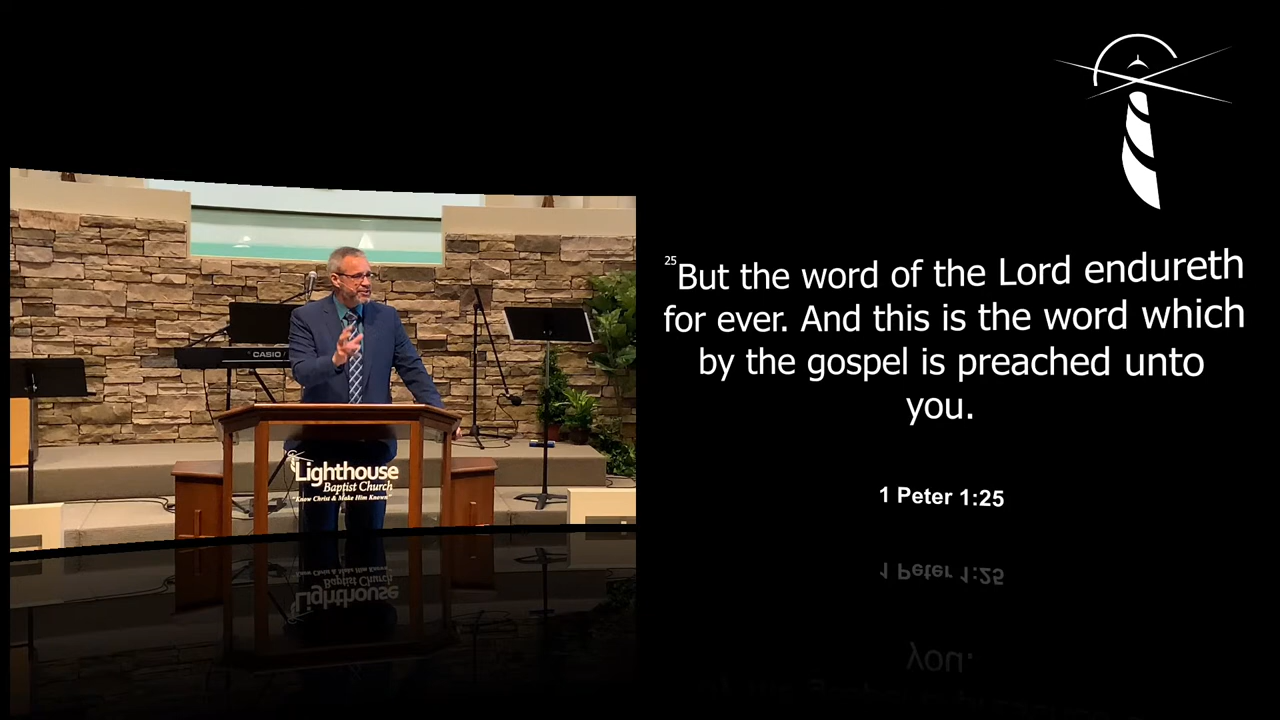 25But the word of the Lord endureth
for ever. And this is the word which
by the gospel is preached unto
you.
1 Peter 1:25
CASIO
Lighthouse
Baptist Church
"Know Christ & Make Him Known"